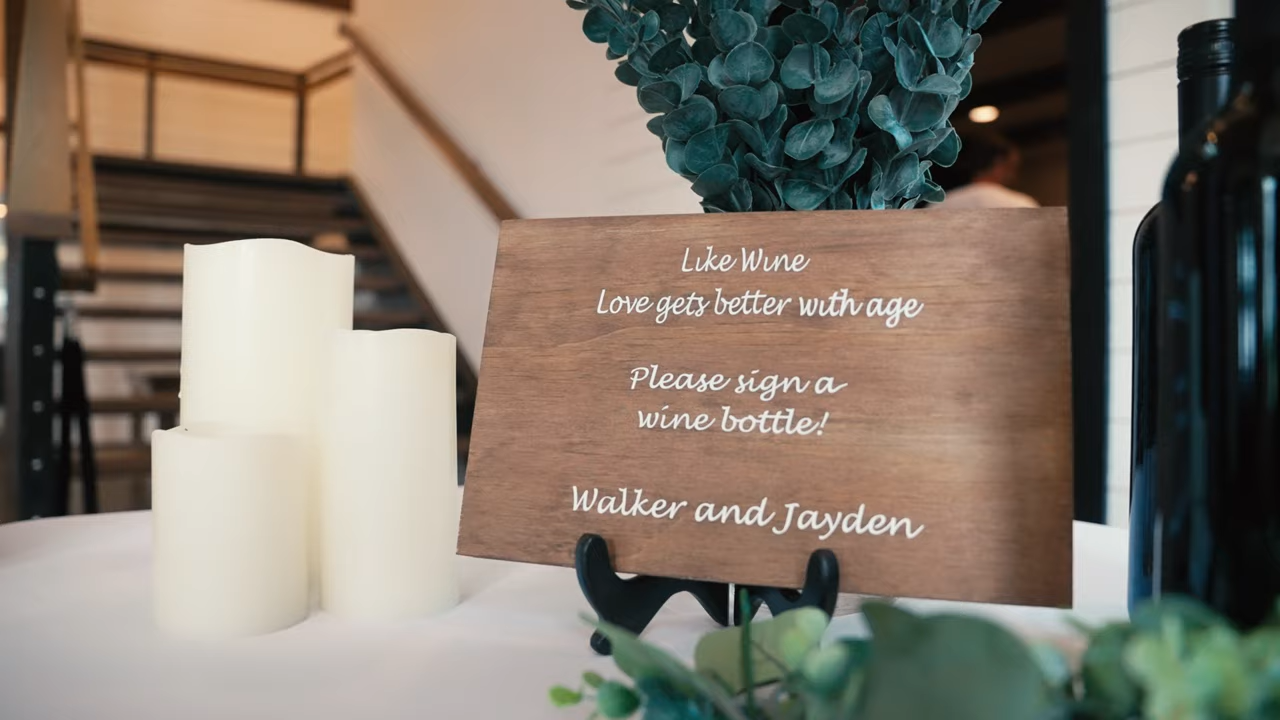 Like Wine
Love gets better with age
Please sign a
wine bottle!
Walker and Jayden